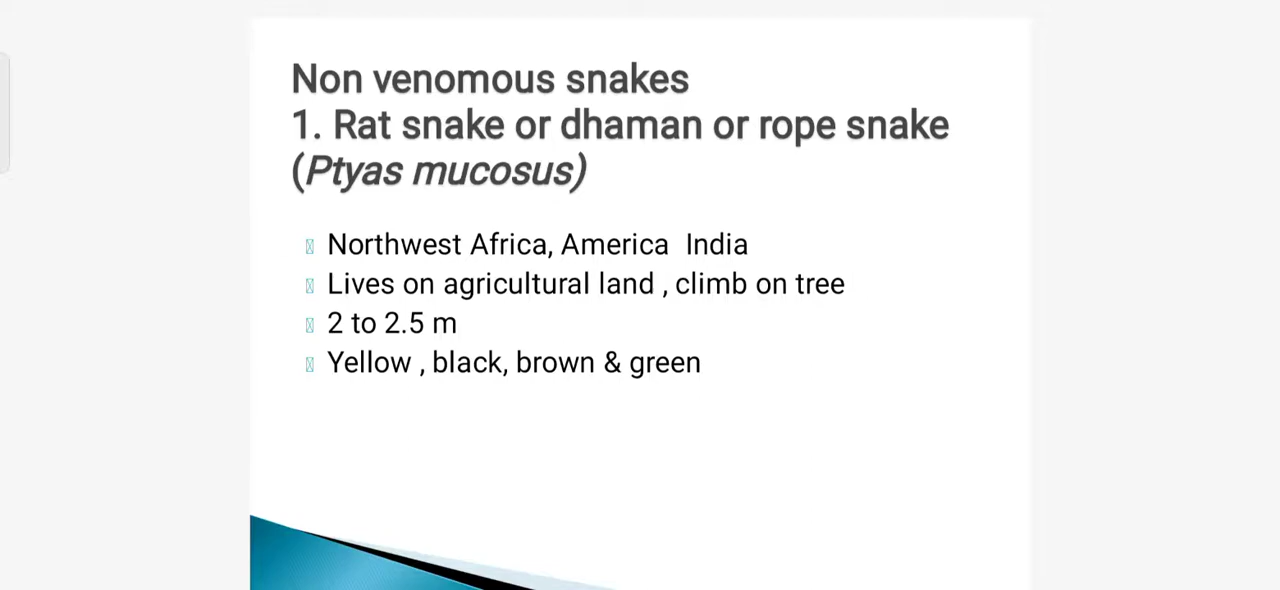 Non venomous snakes
1. Rat snake or dhaman or rope snake
(Ptyas mucosus)
Northwest Africa, America  India
Lives on agricultural land , climb on tree
2 to 2.5 m
Yellow , black, brown & green